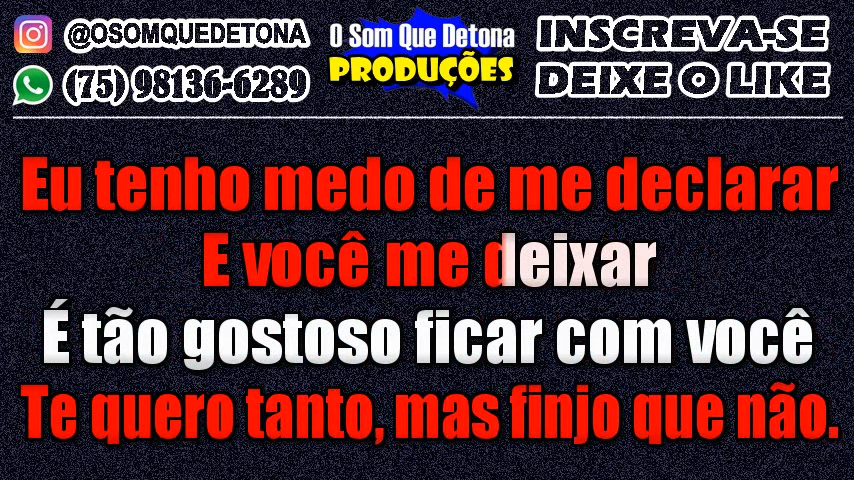 @OSOMQUEDETONA
(75) 98136-6289
O Som Que Detona
PRODUÇÕES
INSCREVA-SE
DEIXE O LIKE
Eu tenho medo de me declarar
E você me deixar
É tão gostoso ficar com você
Te quero tanto, mas finjo que não.